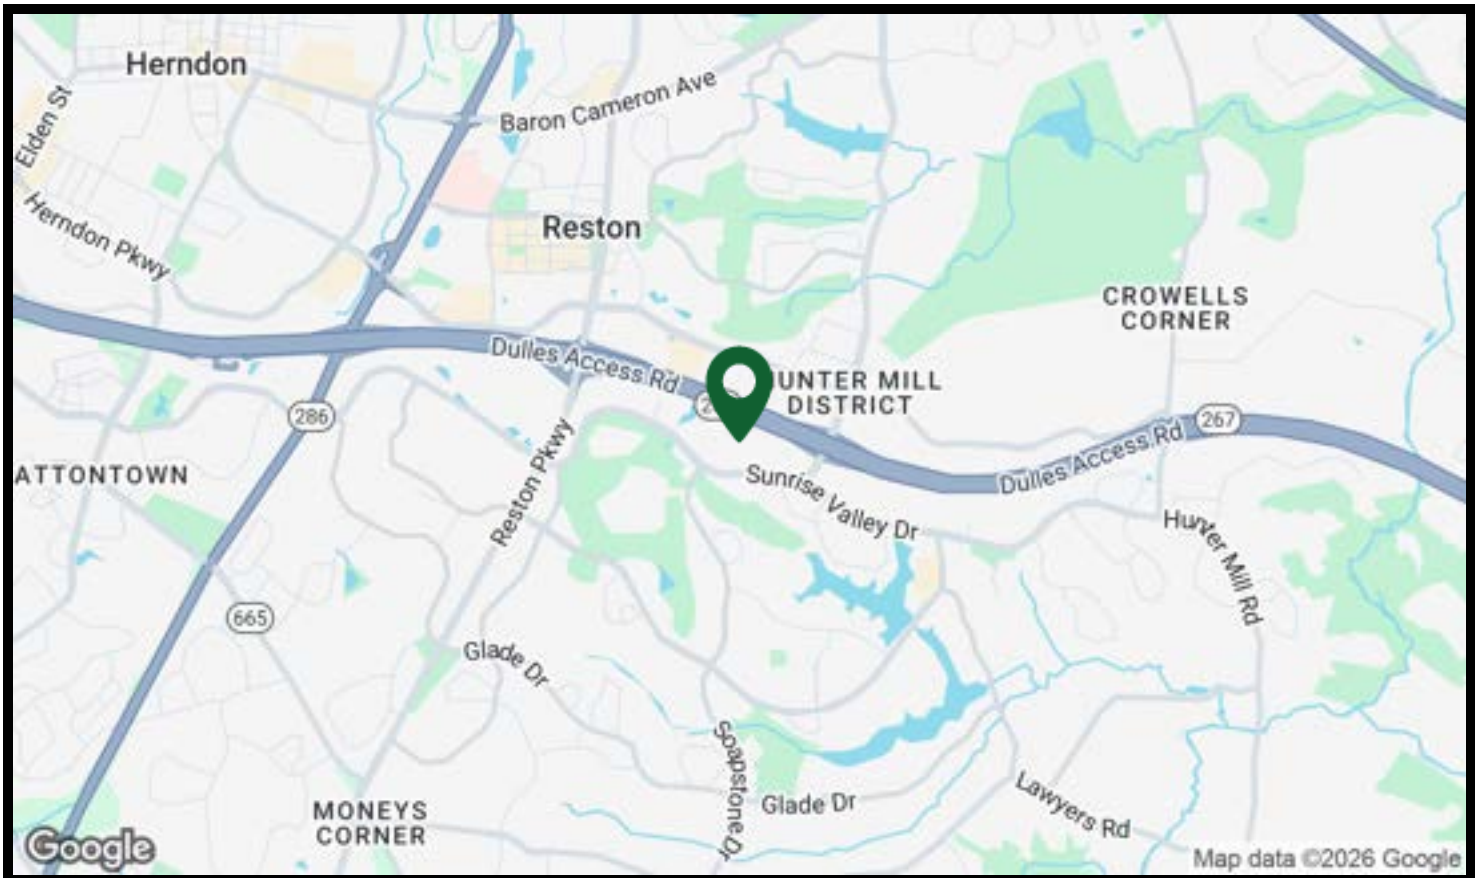 Herndon
Elden St
Baron Cameron Ave
Herndon Pkwy
Reston
CROWELLS
CORNER
Dulles Access Rd
UNTER MILL
DISTRICT
286
267
Dulles Access Rd
ATTONTOWN
Reston Pkwy
Sunrise Valley Dr
Hunter Mill Rd
665
Glade Dr
Soapstone Dr
Glade Dr
Lawyers Rd
MONEYS
CORNER
Google
Map data ©2026 Google